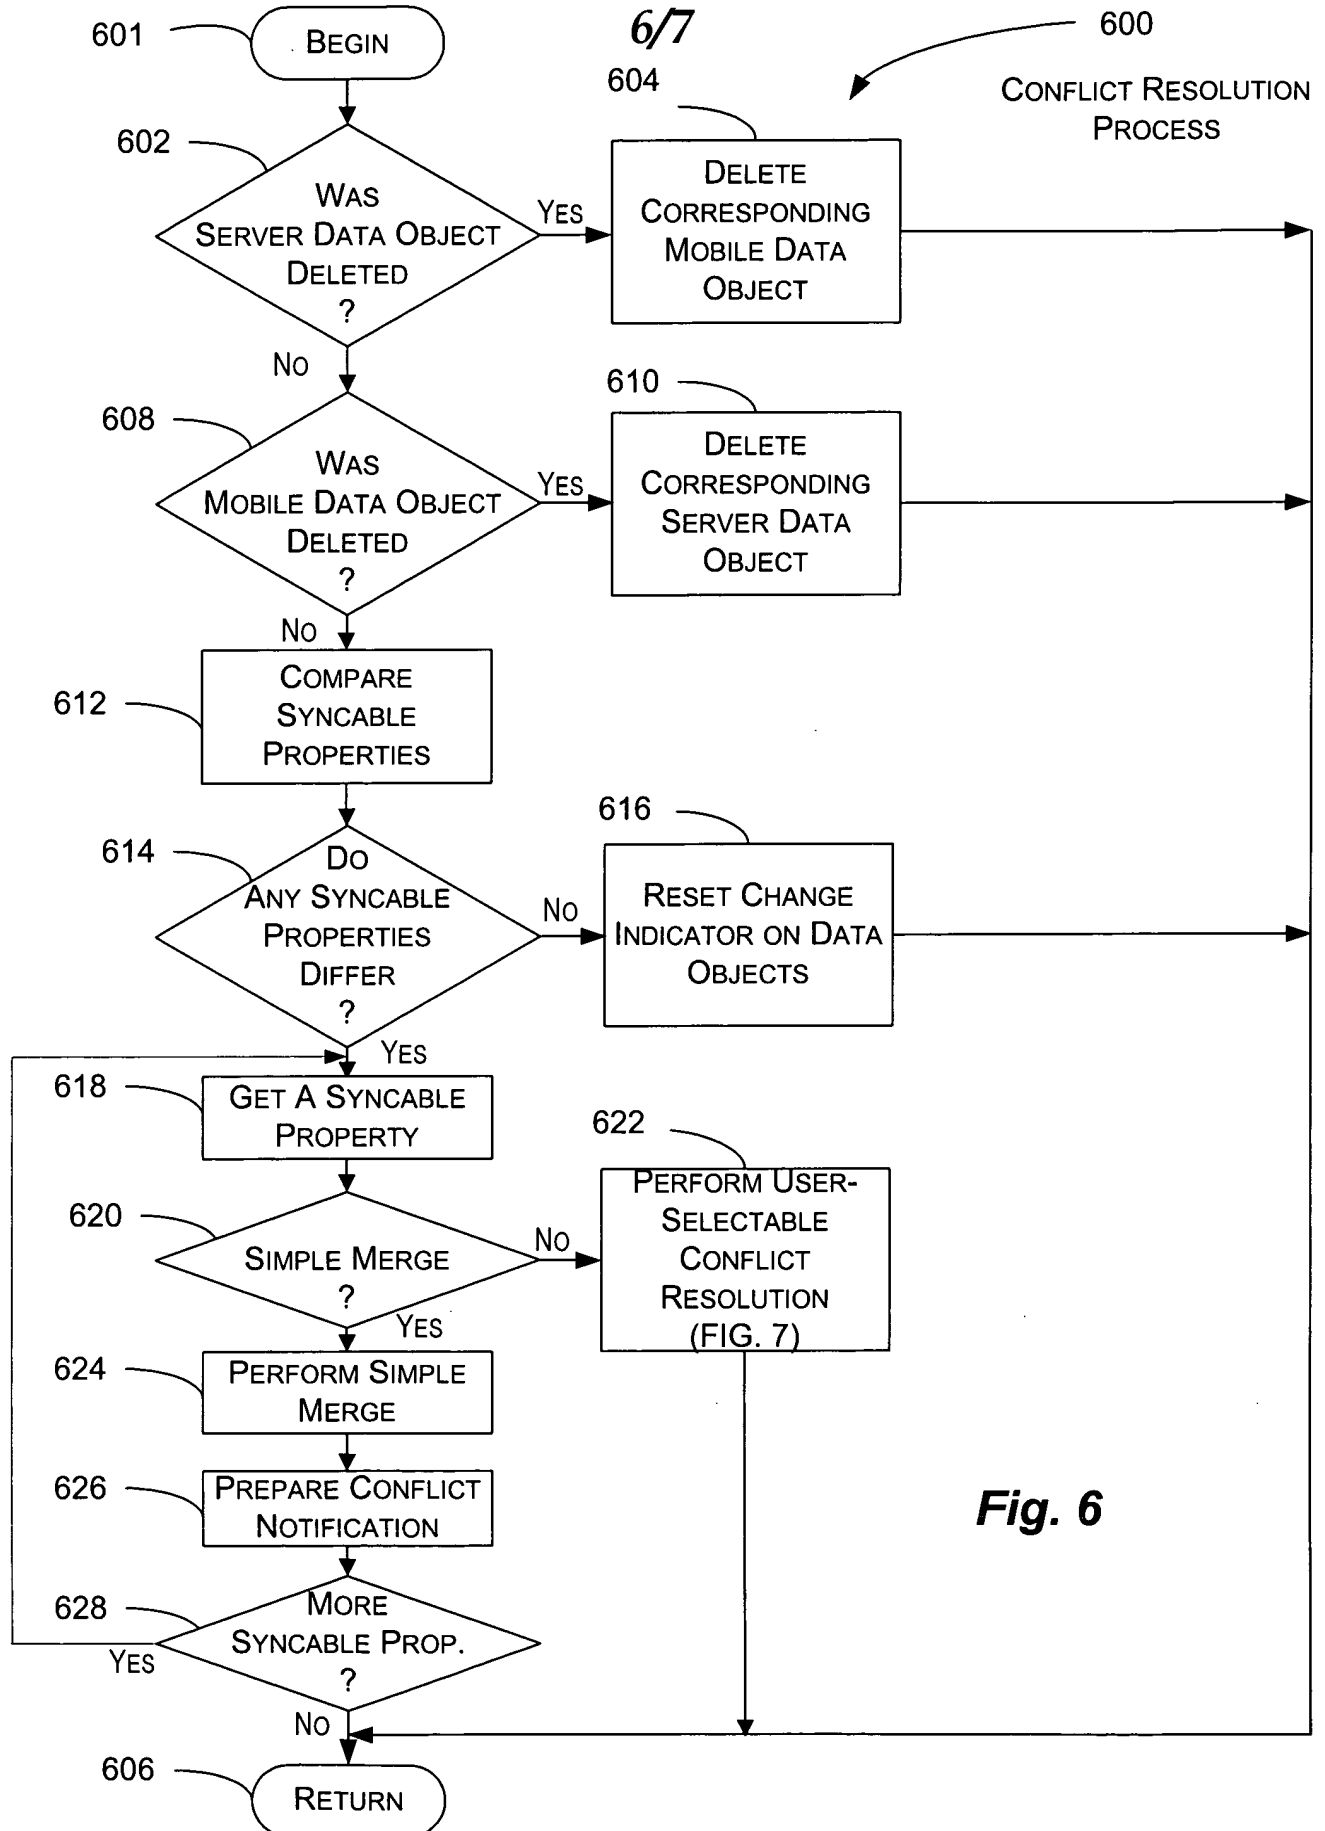 6/7
600
CONFLICT RESOLUTION
PROCESS
601
BEGIN
602
WAS
SERVER DATA OBJECT
DELETED
?
YES
604
DELETE
CORRESPONDING
MOBILE DATA
OBJECT
NO
608
WAS
MOBILE DATA OBJECT
DELETED
?
YES
610
DELETE
CORRESPONDING
SERVER DATA
OBJECT
NO
612
COMPARE
SYNCABLE
PROPERTIES
614
DO
ANY SYNCABLE
PROPERTIES
DIFFER
?
NO
616
RESET CHANGE
INDICATOR ON DATA
OBJECTS
YES
618
GET A SYNCABLE
PROPERTY
620
SIMPLE MERGE
?
NO
622
PERFORM USER-
SELECTABLE
CONFLICT
RESOLUTION
(FIG. 7)
YES
624
PERFORM SIMPLE
MERGE
626
PREPARE CONFLICT
NOTIFICATION
628
MORE
SYNCABLE PROP.
?
YES
NO
606
RETURN
Fig. 6